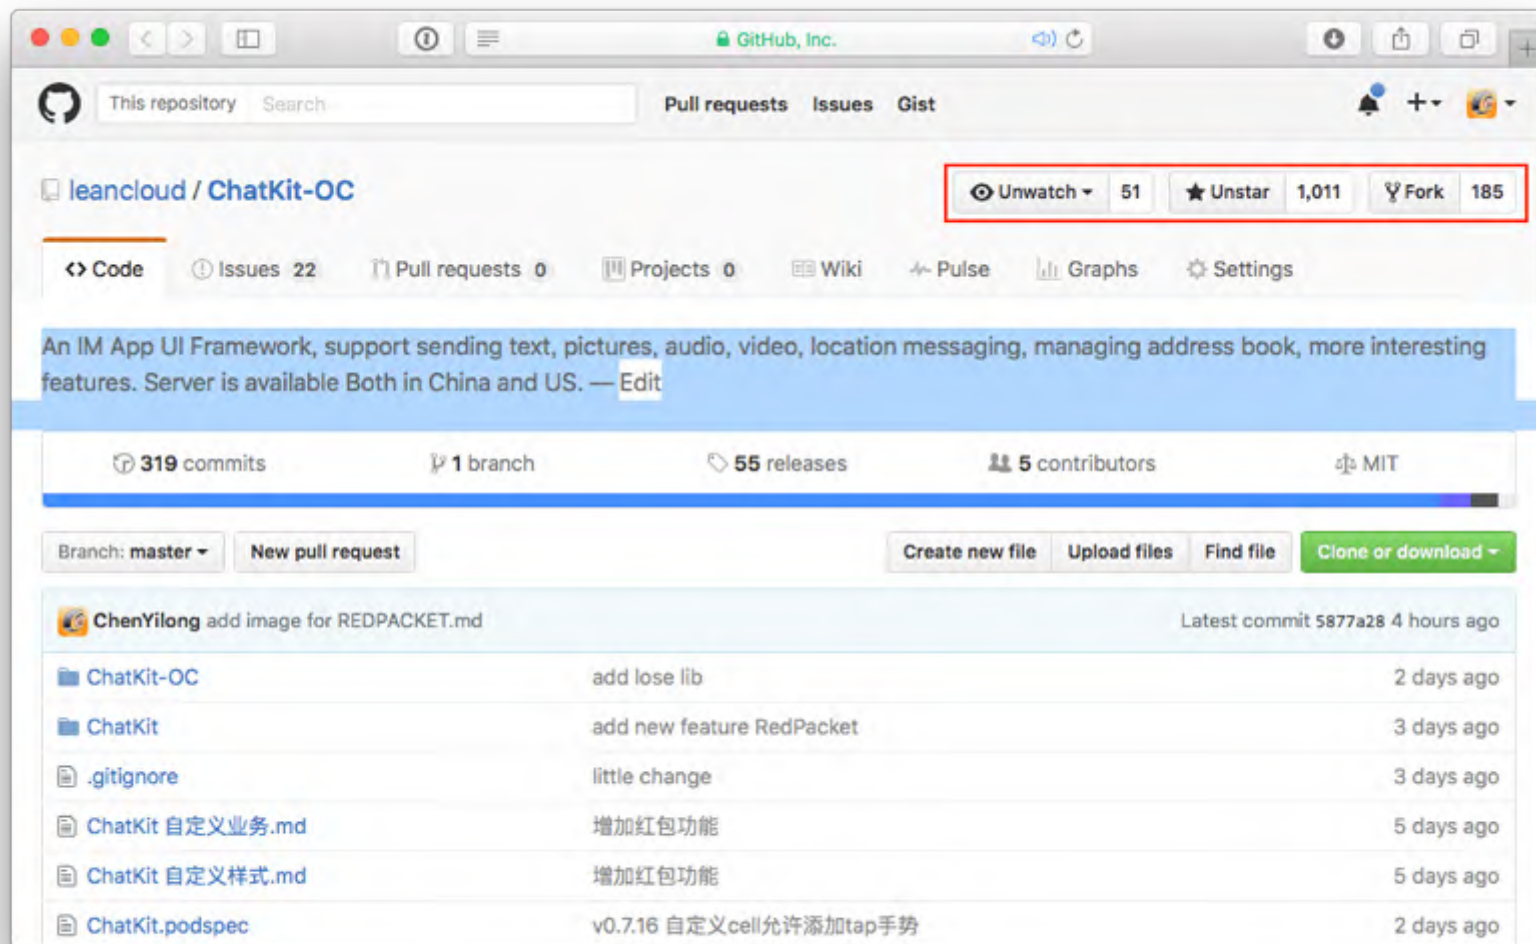 GitHub, Inc.
This repository Search Pull requests Issues Gist
leancloud / ChatKit-OC Unwatch 51 Unstar 1,011 Fork 185
Code Issues 22 Pull requests 0 Projects 0 Wiki Pulse Graphs Settings
An IM App UI Framework, support sending text, pictures, audio, video, location messaging, managing address book, more interesting
features. Server is available Both in China and US. — Edit
319 commits 1 branch 55 releases 5 contributors MIT
Branch: master New pull request Create new file Upload files Find file Clone or download
ChenYilong add image for REDPACKET.md Latest commit 5877a28 4 hours ago
ChatKit-OC add lose lib 2 days ago
ChatKit add new feature RedPacket 3 days ago
.gitignore little change 3 days ago
ChatKit 自定义业务.md 增加红包功能 5 days ago
ChatKit 自定义样式.md 增加红包功能 5 days ago
ChatKit.podspec v0.7.16 自定义cell允许添加tap手势 2 days ago